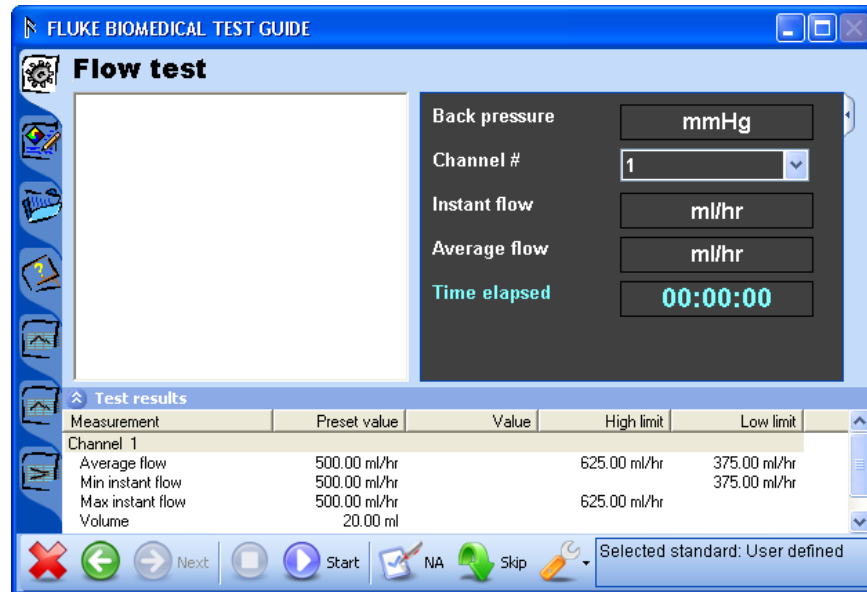 FLUKE BIOMEDICAL TEST GUIDE
Flow test
Back pressure mmHg
Channel # 1
Instant flow ml/hr
Average flow ml/hr
Time elapsed 00:00:00
Test results
Measurement Preset value Value High limit Low limit
Channel 1
Average flow 500.00 ml/hr 625.00 ml/hr 375.00 ml/hr
Min instant flow 500.00 ml/hr 375.00 ml/hr
Max instant flow 500.00 ml/hr 625.00 ml/hr
Volume 20.00 ml
Next Start NA Skip Selected standard: User defined